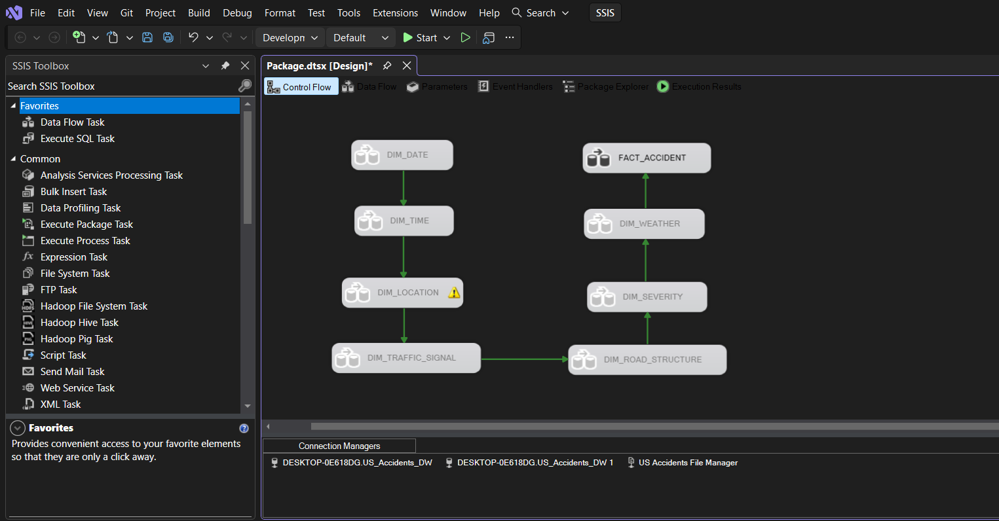 File Edit View Git Project Build Debug Format Test Tools Extensions Window Help Search SSIS
Developn Default Start
SSIS Toolbox
Search SSIS Toolbox
Favorites
Data Flow Task
Execute SQL Task
Common
Analysis Services Processing Task
Bulk Insert Task
Data Profiling Task
Execute Package Task
Execute Process Task
fx Expression Task
File System Task
FTP Task
HDFS Hadoop File System Task
HIVE Hadoop Hive Task
PIG Hadoop Pig Task
Script Task
Send Mail Task
Web Service Task
XML Task
Favorites
Provides convenient access to your favorite elements
so that they are only a click away.
Package.dtsx [Design]*
Control Flow Data Flow Parameters Event Handlers Package Explorer Execution Results
DIM_DATE
DIM_TIME
DIM_LOCATION
DIM_TRAFFIC_SIGNAL
DIM_ROAD_STRUCTURE
DIM_SEVERITY
DIM_WEATHER
FACT_ACCIDENT
Connection Managers
DESKTOP-0E618DG.US_Accidents_DW DESKTOP-0E618DG.US_Accidents_DW 1 US Accidents File Manager